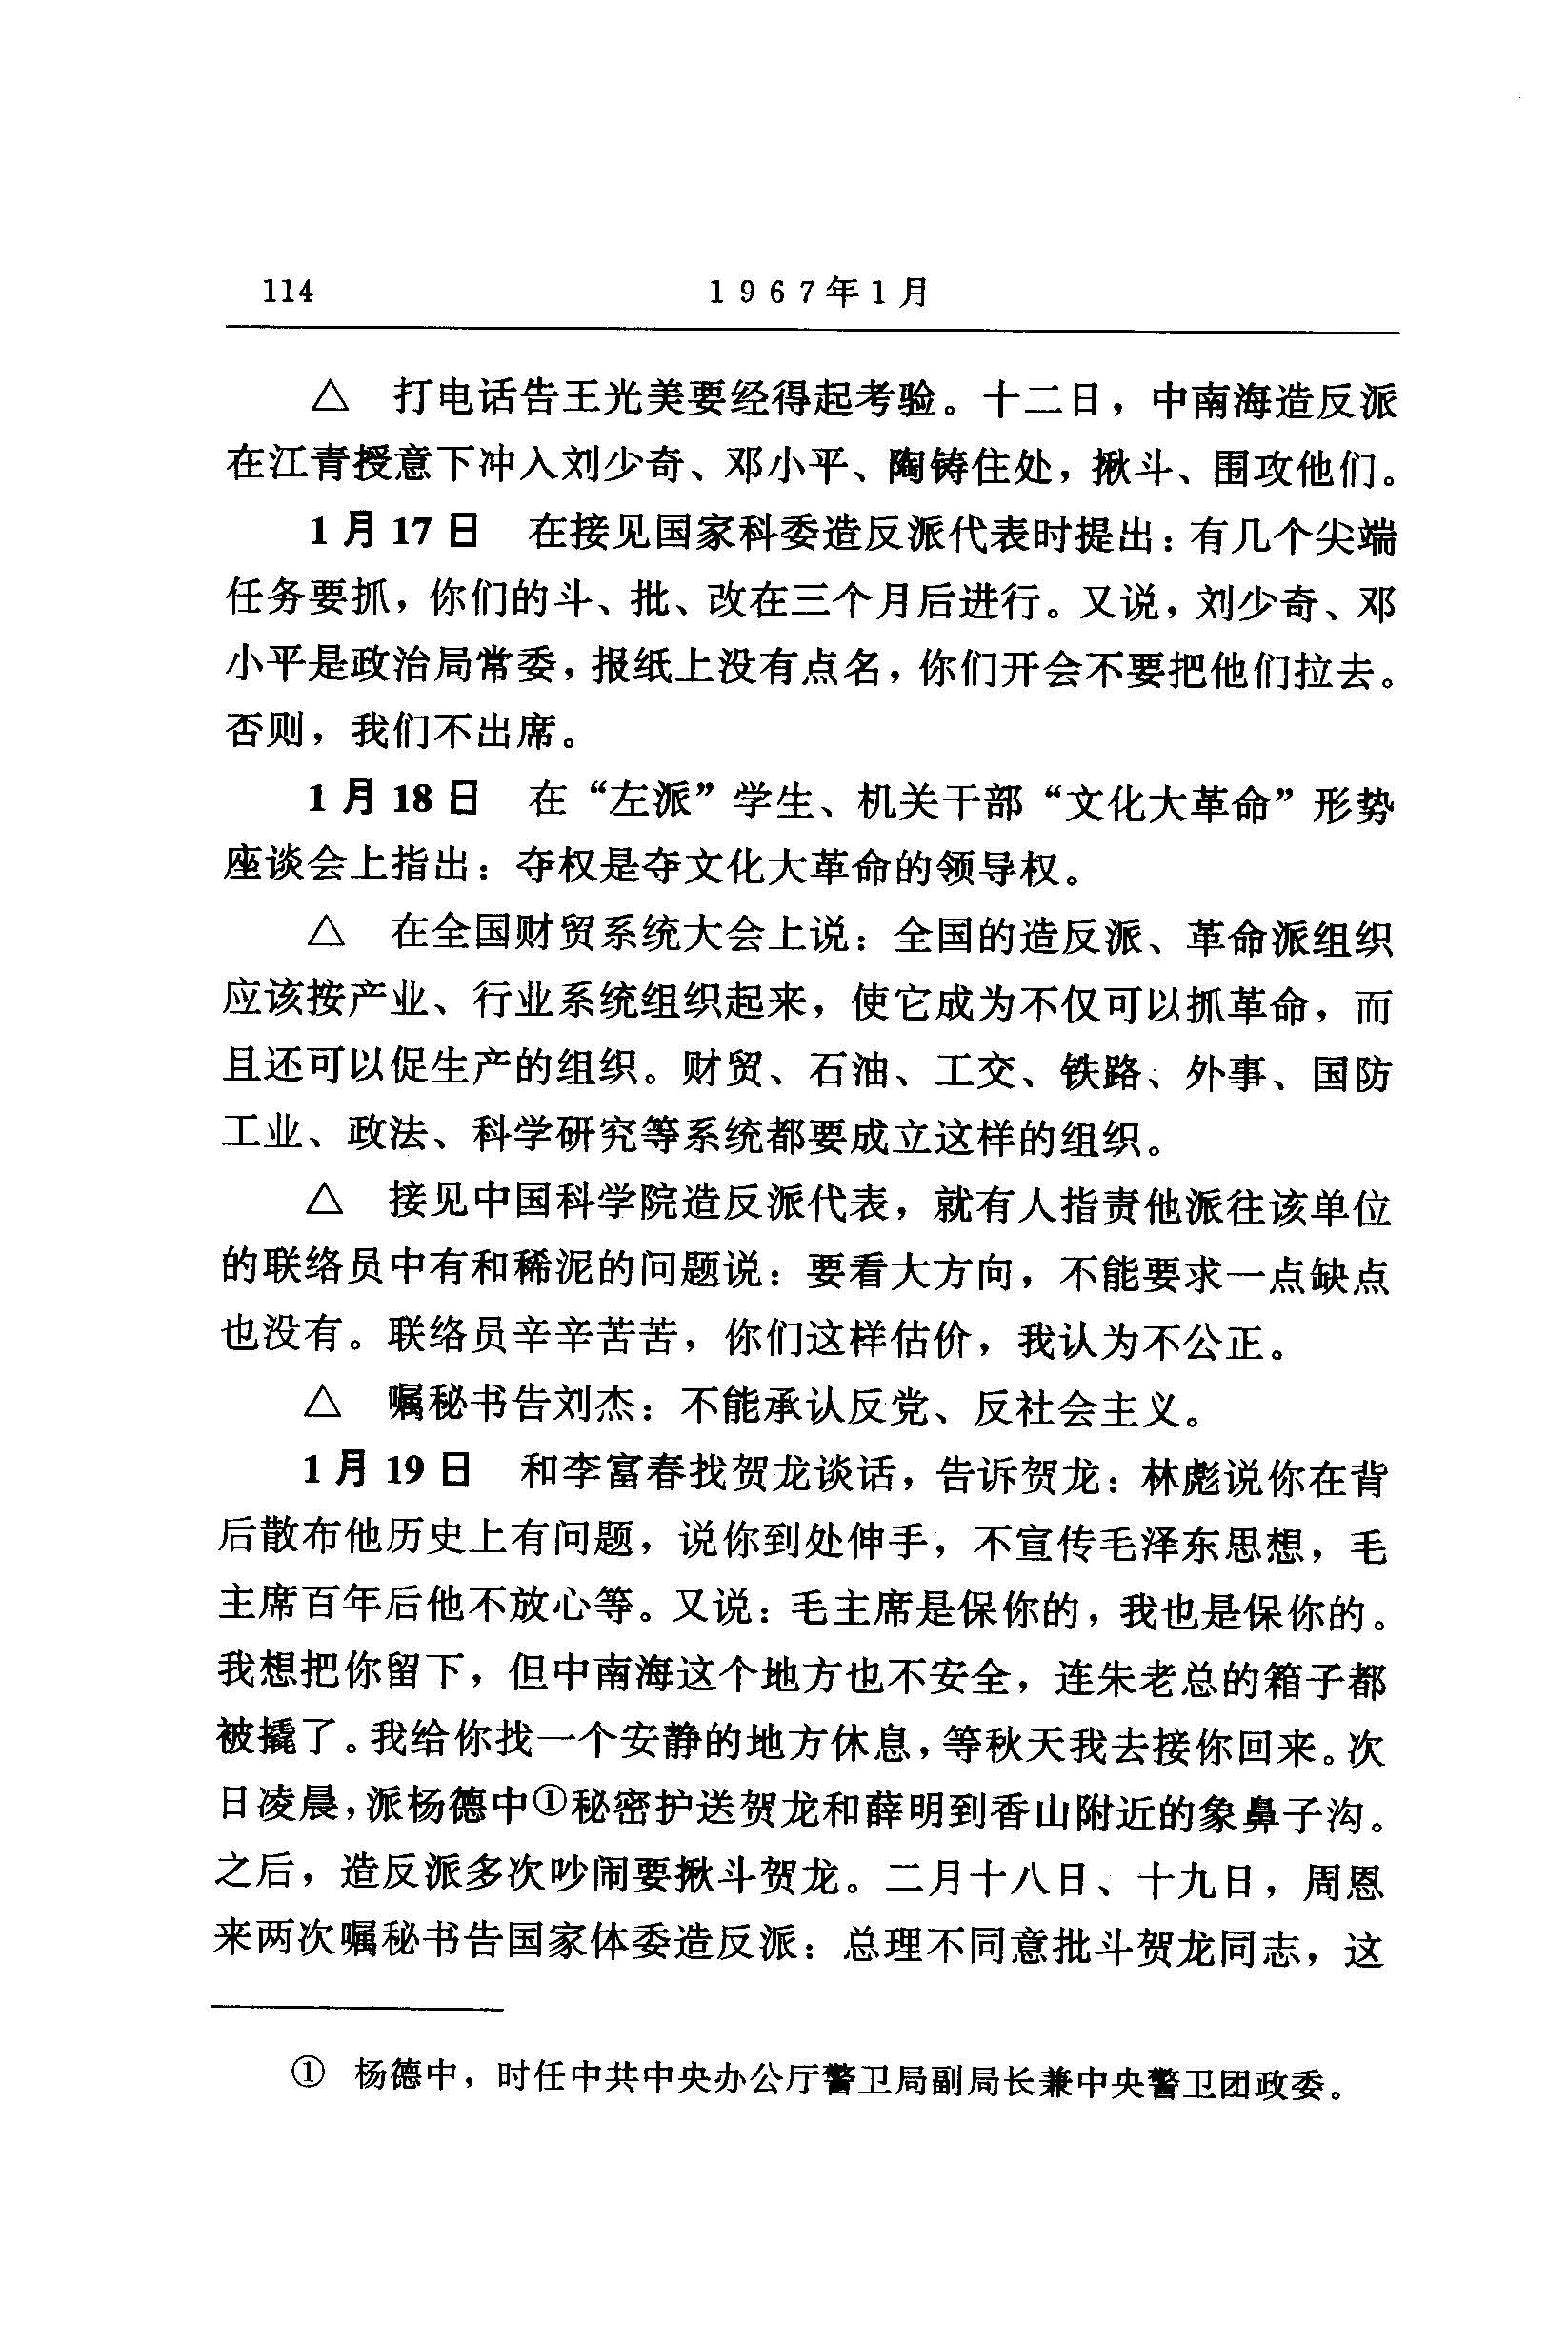 114 1967年1月
△ 打电话告王光美要经得起考验。十二日，中南海造反派
在江青授意下冲入刘少奇、邓小平、陶铸住处，揪斗、围攻他们。
1月17日 在接见国家科委造反派代表时提出：有几个尖端
任务要抓，你们的斗、批、改在三个月后进行。又说，刘少奇、邓
小平是政治局常委，报纸上没有点名，你们开会不要把他们拉去。
否则，我们不出席。
1月18日 在“左派”学生、机关干部“文化大革命”形势
座谈会上指出：夺权是夺文化大革命的领导权。
△ 在全国财贸系统大会上说：全国的造反派、革命派组织
应该按产业、行业系统组织起来，使它成为不仅可以抓革命，而
且还可以促生产的组织。财贸、石油、工交、铁路、外事、国防
工业、政法、科学研究等系统都要成立这样的组织。
△ 接见中国科学院造反派代表，就有人指责他派往该单位
的联络员中有和稀泥的问题说：要看大方向，不能要求一点缺点
也没有。联络员辛辛苦苦，你们这样估价，我认为不公正。
△ 嘱秘书告刘杰：不能承认反党、反社会主义。
1月19日 和李富春找贺龙谈话，告诉贺龙：林彪说你在背
后散布他历史上有问题，说你到处伸手，不宣传毛泽东思想，毛
主席百年后他不放心等。又说：毛主席是保你的，我也是保你的。
我想把你留下，但中南海这个地方也不安全，连朱老总的箱子都
被撬了。我给你找一个安静的地方休息，等秋天我去接你回来。次
日凌晨，派杨德中①秘密护送贺龙和薛明到香山附近的象鼻子沟。
之后，造反派多次吵闹要揪斗贺龙。二月十八日、十九日，周恩
来两次嘱秘书告国家体委造反派：总理不同意批斗贺龙同志，这
① 杨德中，时任中共中央办公厅警卫局副局长兼中央警卫团政委。